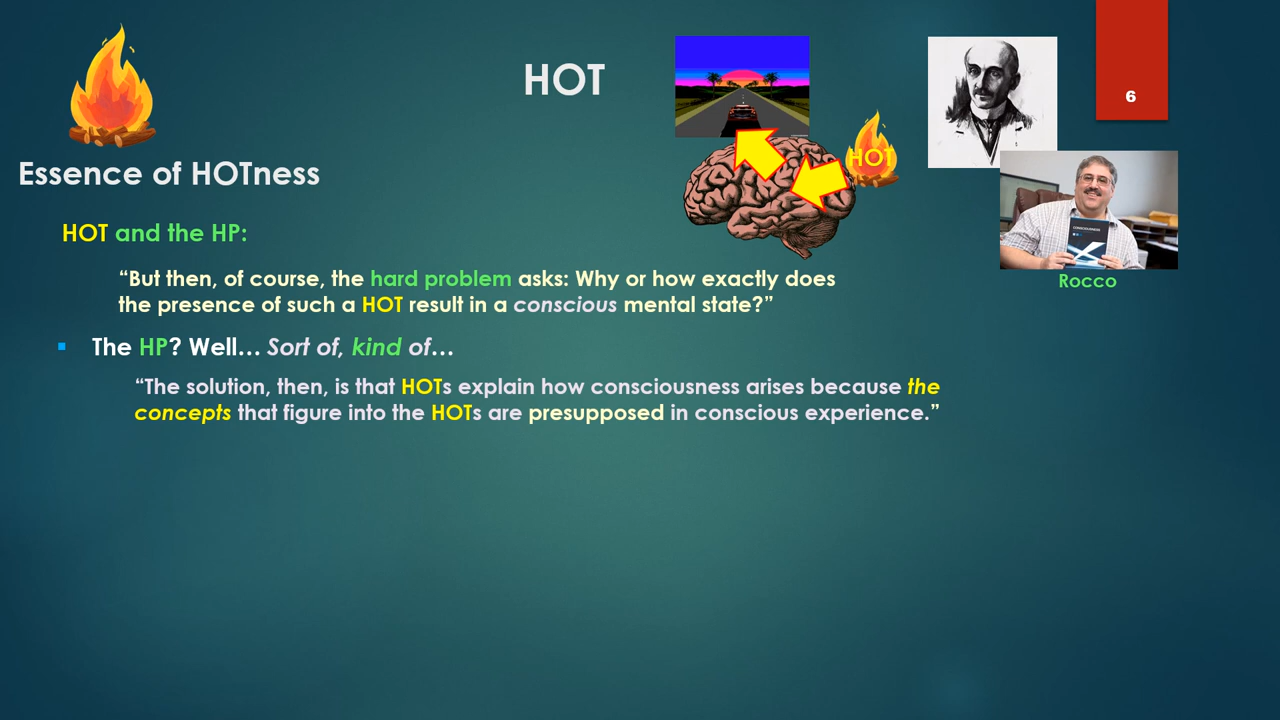 HOT
6
HOT
Essence of HOTness
HOT and the HP:
“But then, of course, the hard problem asks: Why or how exactly does
the presence of such a HOT result in a conscious mental state?”
Rocco
The HP? Well… Sort of, kind of…
“The solution, then, is that HOTs explain how consciousness arises because the
concepts that figure into the HOTs are presupposed in conscious experience.”
CONSCIOUSNESS